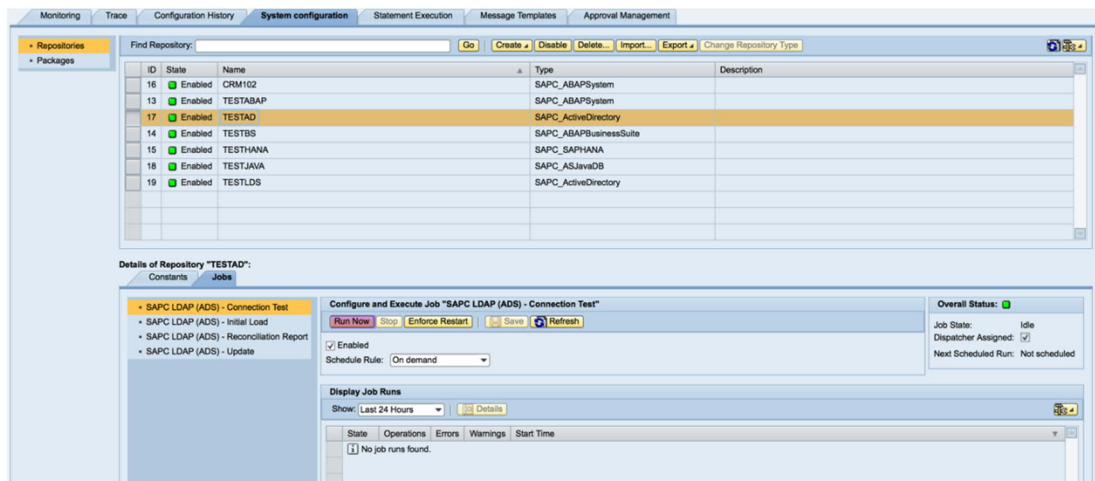 Monitoring Trace Configuration History System configuration Statement Execution Message Templates Approval Management
Repositories
Packages
Find Repository: Go Create Disable Delete... Import... Export Change Repository Type
ID State Name Type Description
16 Enabled CRM102 SAPC_ABAPSystem
13 Enabled TESTABAP SAPC_ABAPSystem
17 Enabled TESTAD SAPC_ActiveDirectory
14 Enabled TESTBS SAPC_ABAPBusinessSuite
15 Enabled TESTHANA SAPC_SAPHANA
18 Enabled TESTJAVA SAPC_ASJavaDB
19 Enabled TESTLDS SAPC_ActiveDirectory
Details of Repository "TESTAD":
Constants Jobs
SAPC LDAP (ADS) - Connection Test
SAPC LDAP (ADS) - Initial Load
SAPC LDAP (ADS) - Reconciliation Report
SAPC LDAP (ADS) - Update
Configure and Execute Job "SAPC LDAP (ADS) - Connection Test"
Run Now Stop Enforce Restart Save Refresh
Enabled
Schedule Rule: On demand
Overall Status:
Job State: Idle
Dispatcher Assigned:
Next Scheduled Run: Not scheduled
Display Job Runs
Show: Last 24 Hours Details
State Operations Errors Warnings Start Time
No job runs found.